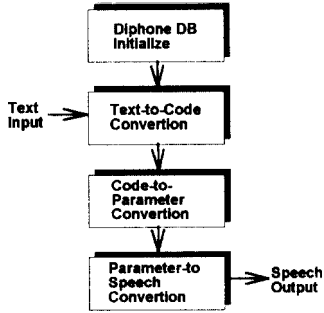 Diphone DB
Initialize
Text
Input
Text-to-Code
Convertion
Code-to-
Parameter
Convertion
Parameter-to
Speech
Convertion
Speech
Output